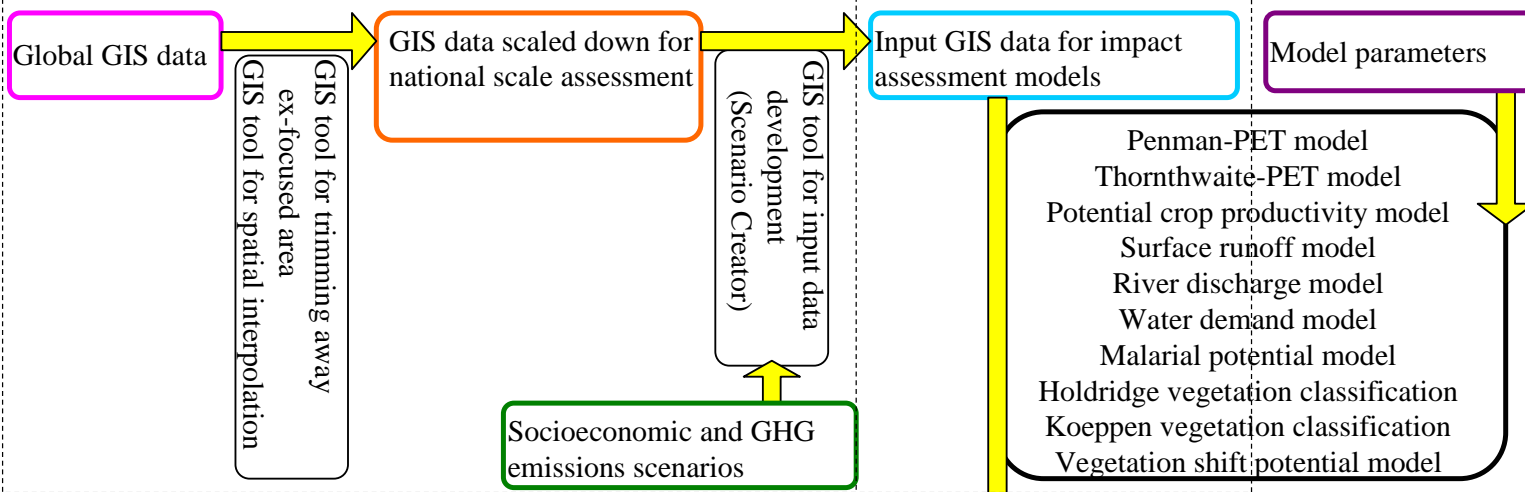 Global GIS data
GIS tool for trimming away
ex-focused area
GIS tool for spatial interpolation
GIS data scaled down for
national scale assessment
GIS tool for input data
development
(Scenario Creator)
Socioeconomic and GHG
emissions scenarios
Input GIS data for impact
assessment models
Model parameters
Penman-PET model
Thornthwaite-PET model
Potential crop productivity model
Surface runoff model
River discharge model
Water demand model
Malarial potential model
Holdridge vegetation classification
Koeppen vegetation classification
Vegetation shift potential model